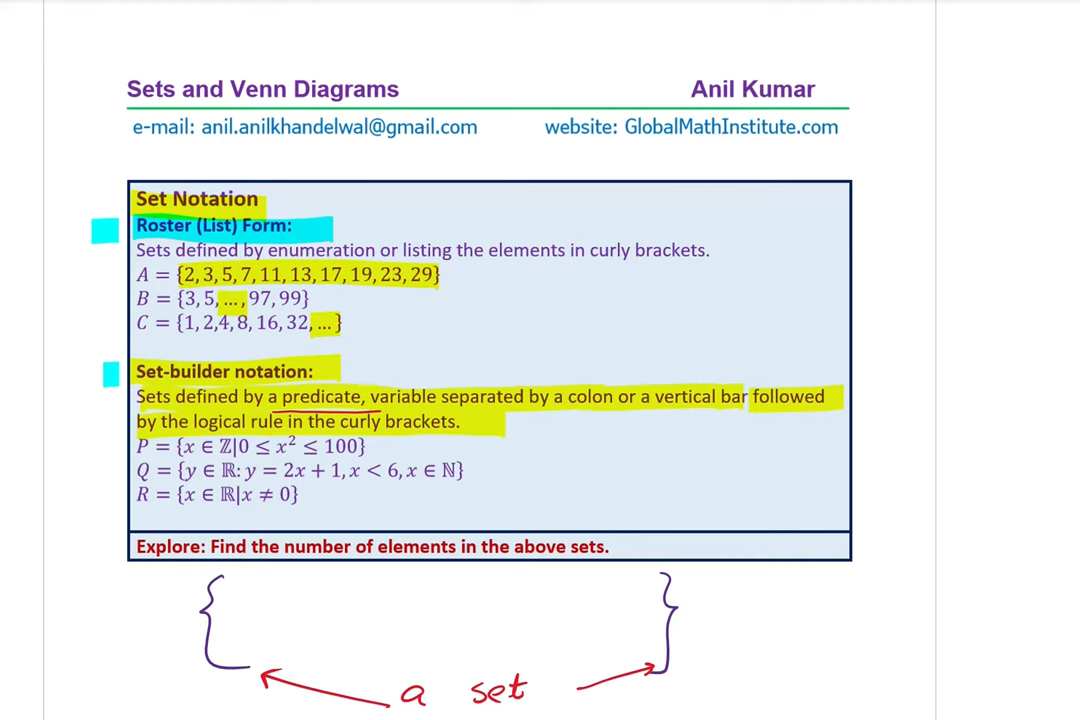 Sets and Venn Diagrams Anil Kumar
e-mail: anil.anilkhandelwal@gmail.com website: GlobalMathInstitute.com
Set Notation
Roster (List) Form:
Sets defined by enumeration or listing the elements in curly brackets.
A = {2, 3, 5, 7, 11, 13, 17, 19, 23, 29}
B = {3, 5, ..., 97, 99}
C = {1, 2,4, 8, 16, 32, ... }
Set-builder notation:
Sets defined by a predicate, variable separated by a colon or a vertical bar followed
by the logical rule in the curly brackets.
P = {x ∈ ℤ|0 ≤ x² ≤ 100}
Q = {y ∈ ℝ: y = 2x + 1, x < 6, x ∈ ℕ}
R = {x ∈ ℝ|x ≠ 0}
Explore: Find the number of elements in the above sets.
{ }
a set